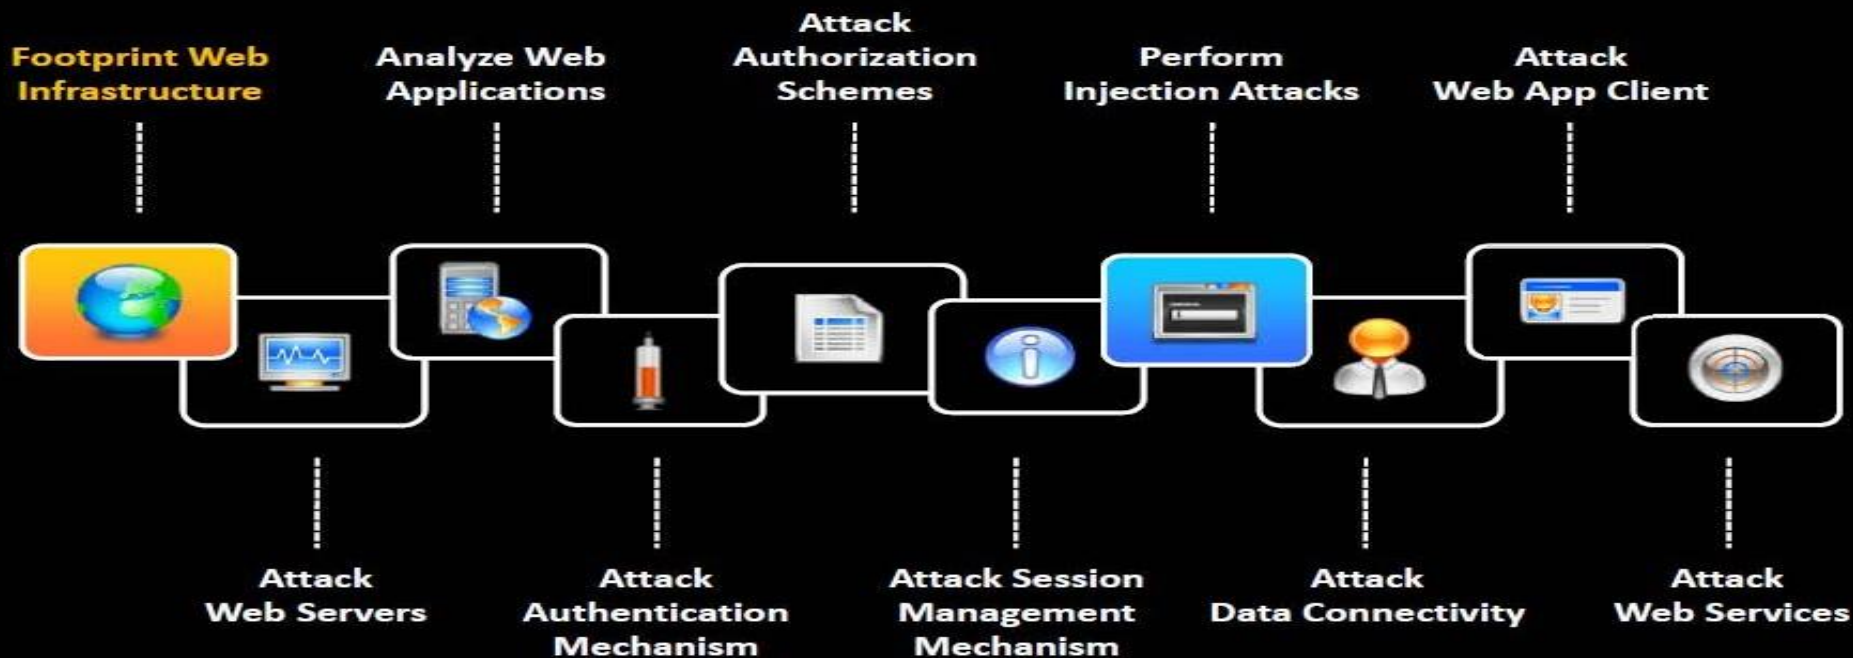 Footprint Web
Infrastructure
Attack
Web Servers
Analyze Web
Applications
Attack
Authentication
Mechanism
Attack
Authorization
Schemes
Attack Session
Management
Mechanism
Perform
Injection Attacks
Attack
Data Connectivity
Attack
Web App Client
Attack
Web Services